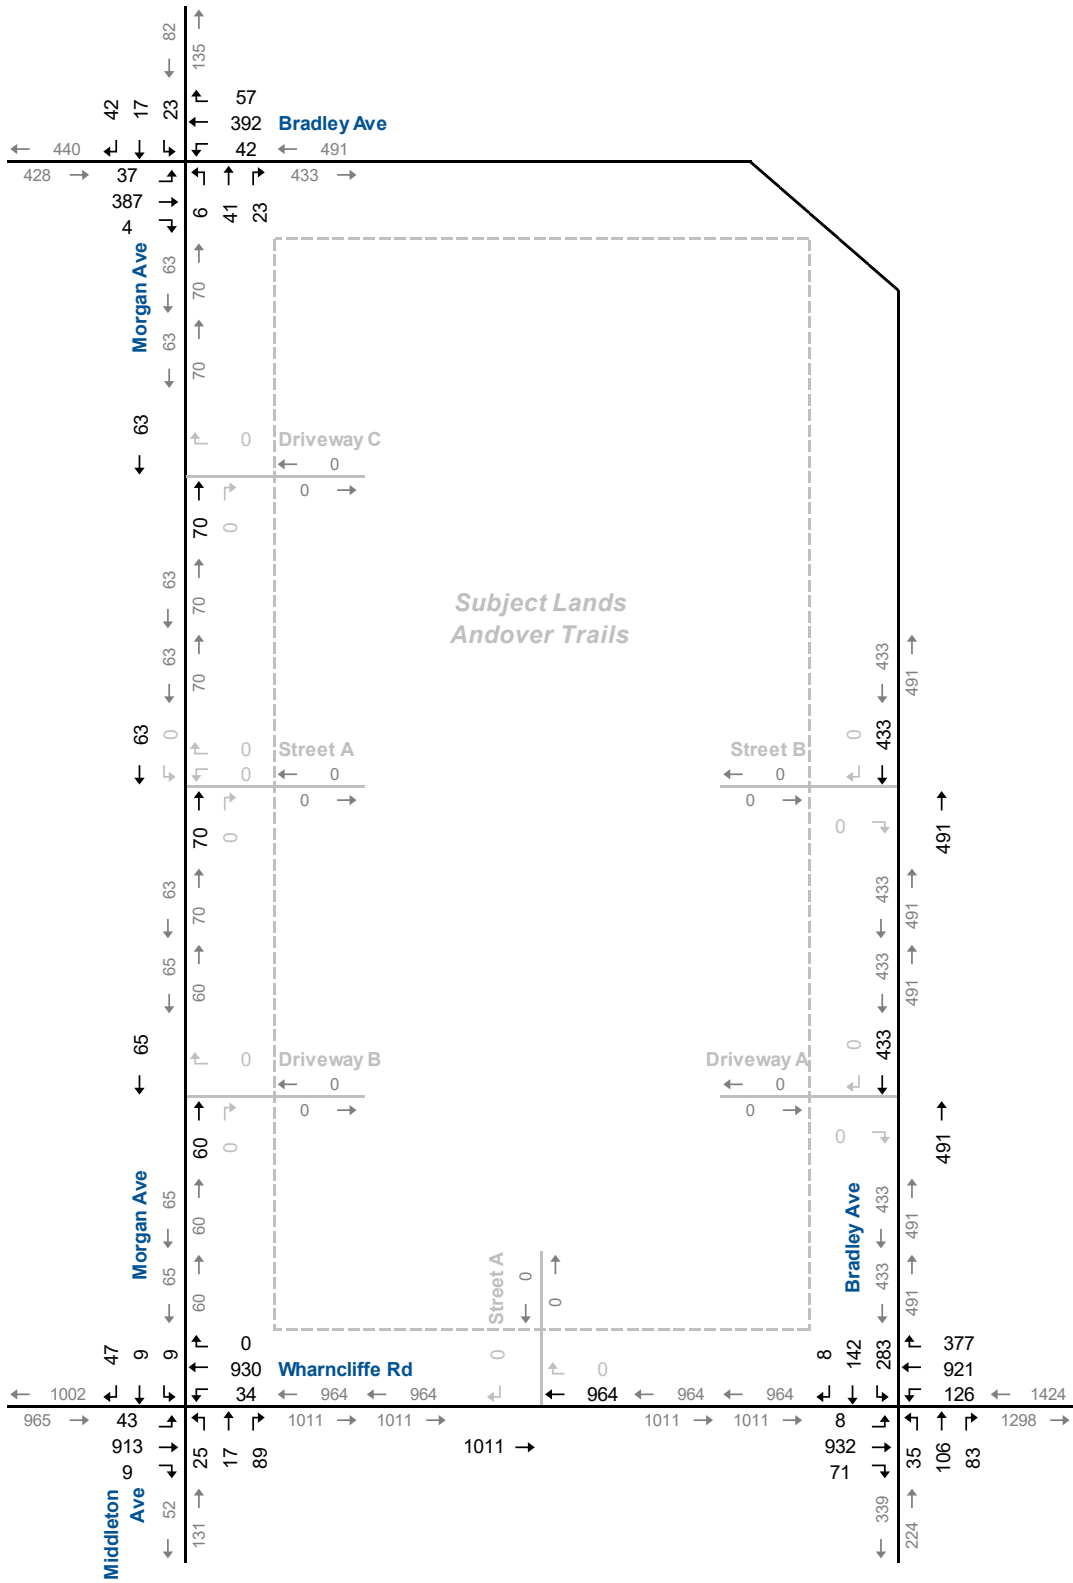 82
135
42 17 23 57
392 Bradley Ave
440 42 491
428 37 433
387 6 41 23
4
Morgan Ave
63
70
63
70
63
0 Driveway C
0
0
70 0
63
70
Subject Lands
Andover Trails
63
70
433
491
63 0
0 Street A
0 0
0
70 0
Street B 0 433
0
0
0
491
63
70
433
491
65
60
433
491
65
0 Driveway B
0
0
60 0
Driveway A 0 433
0
0
0
491
Morgan Ave
65
60
65
60
Street A
0
0
Bradley Ave
433
491
433
491
47 9 9 0
930 Wharncliffe Rd
1002 34 964 964
0 0
964 964 964
8 142 283 377
921
126 1424
965 43 1011 1011
1011 1011
8 1298
913 25 17 89
1011
932 35 106 83
9
71
Middleton
Ave
52
131
339
224